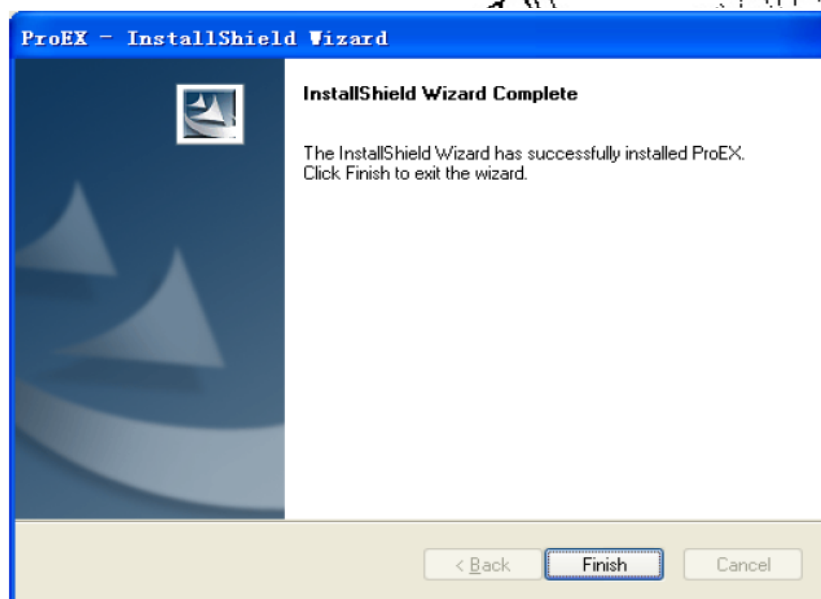 ProEX - InstallShield Wizard
InstallShield Wizard Complete
The InstallShield Wizard has successfully installed ProEX.
Click Finish to exit the wizard.
< Back
Finish
Cancel